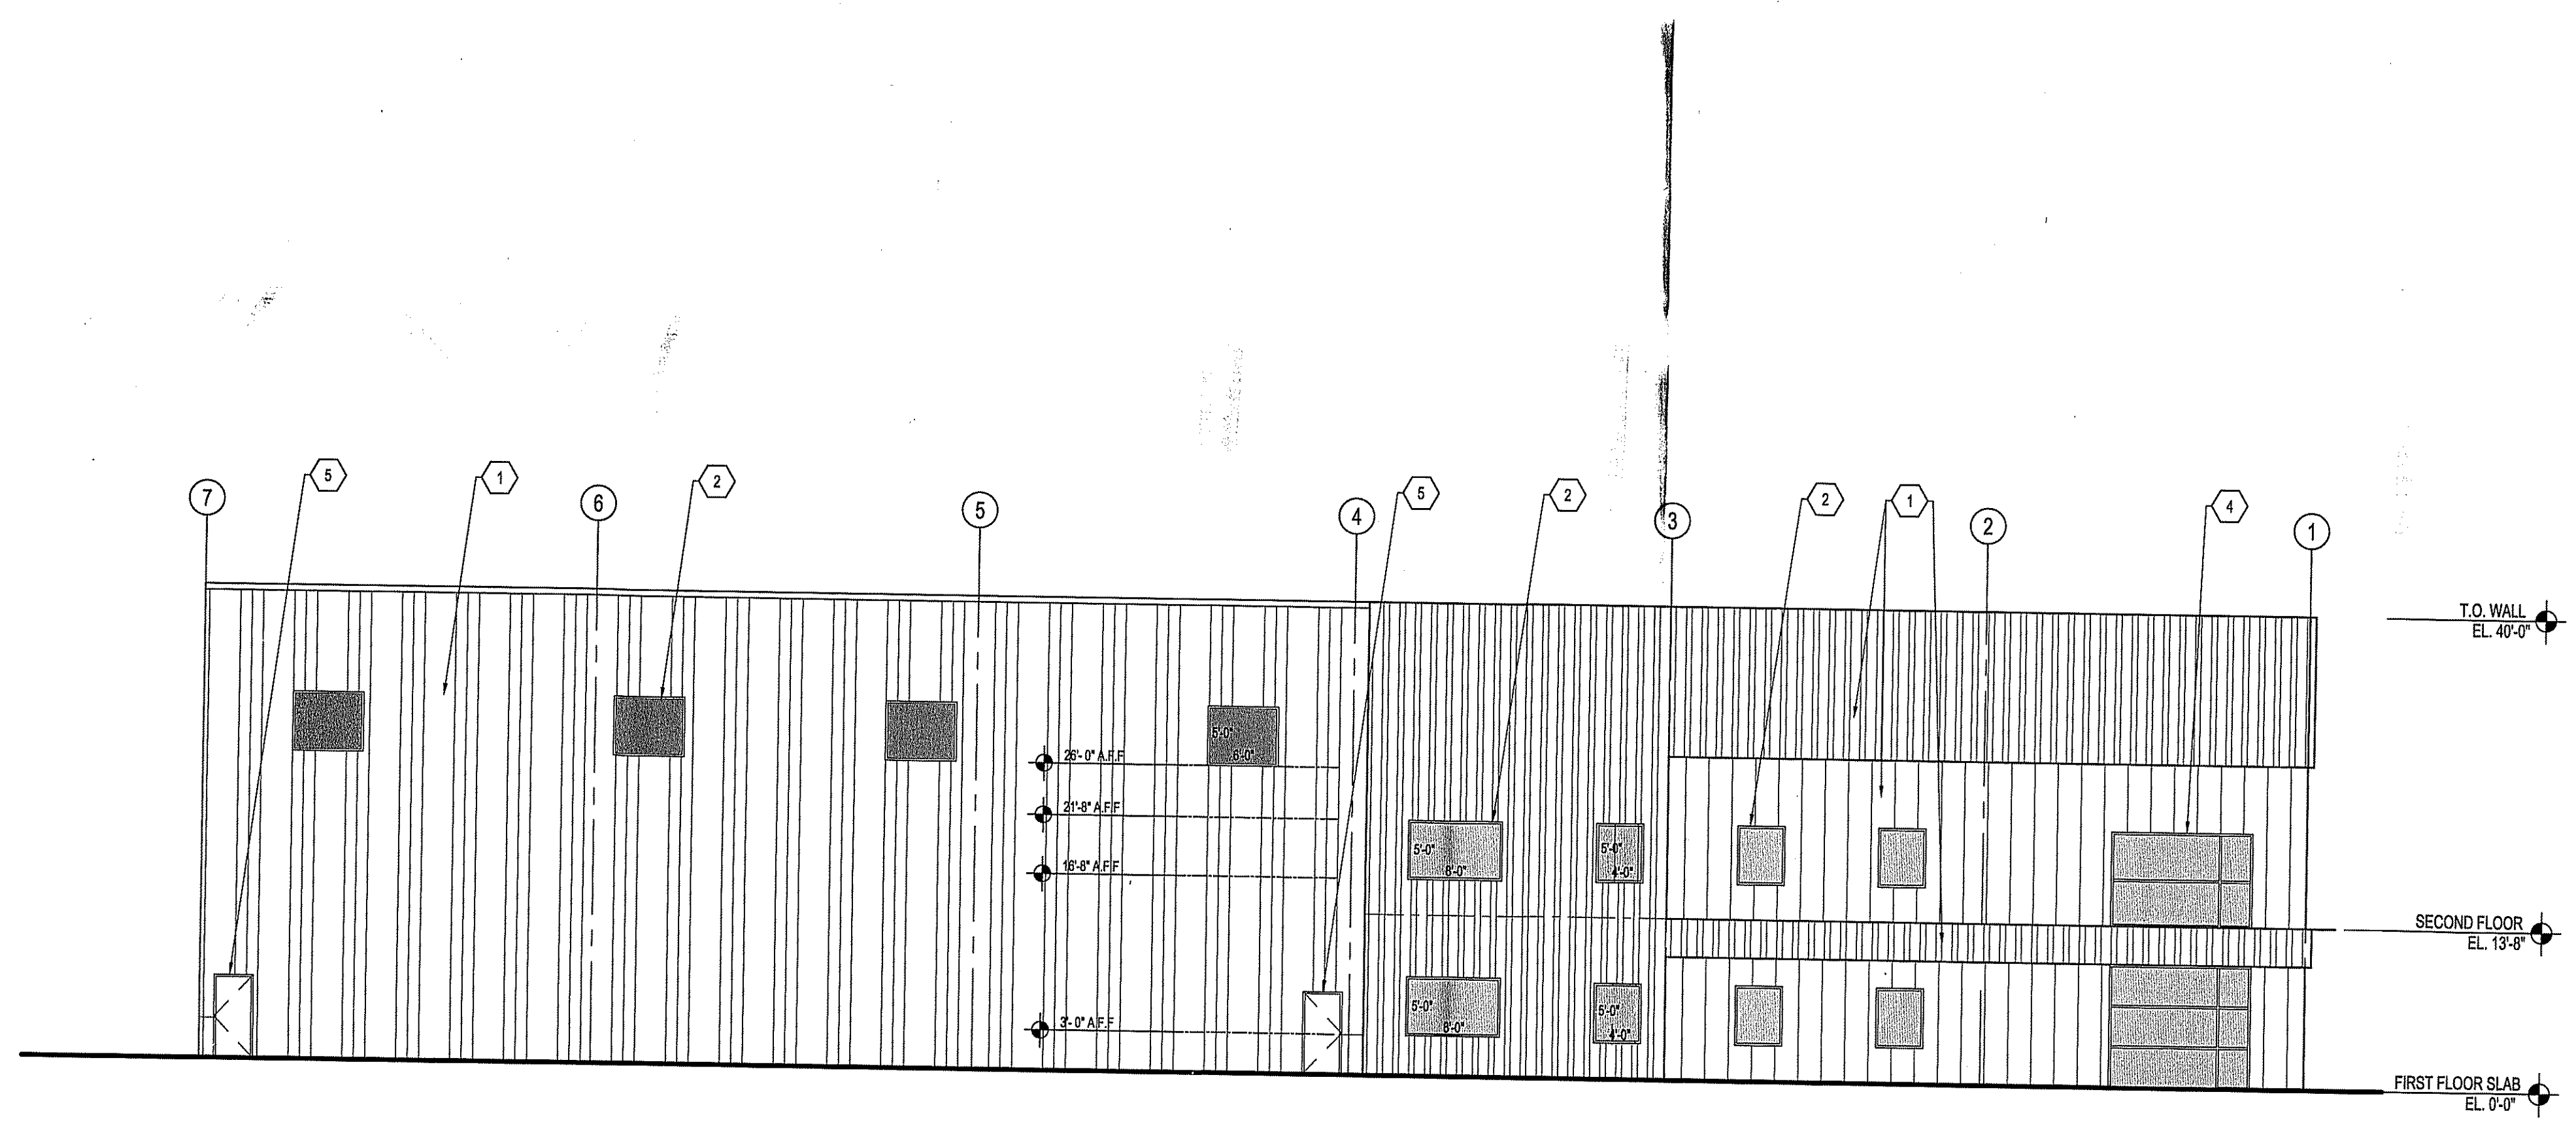 5
1
2
5
2
2
1
4
7
6
5
4
3
2
1
T.O. WALL
EL. 40'-0"
5'-0"
6'-0"
26'-0" A.F.F
21'-8" A.F.F
16'-8" A.F.F
5'-0"
8'-0"
5'-0"
4'-0"
SECOND FLOOR
EL. 13'-8"
3'-0" A.F.F
5'-0"
8'-0"
5'-0"
4'-0"
FIRST FLOOR SLAB
EL. 0'-0"